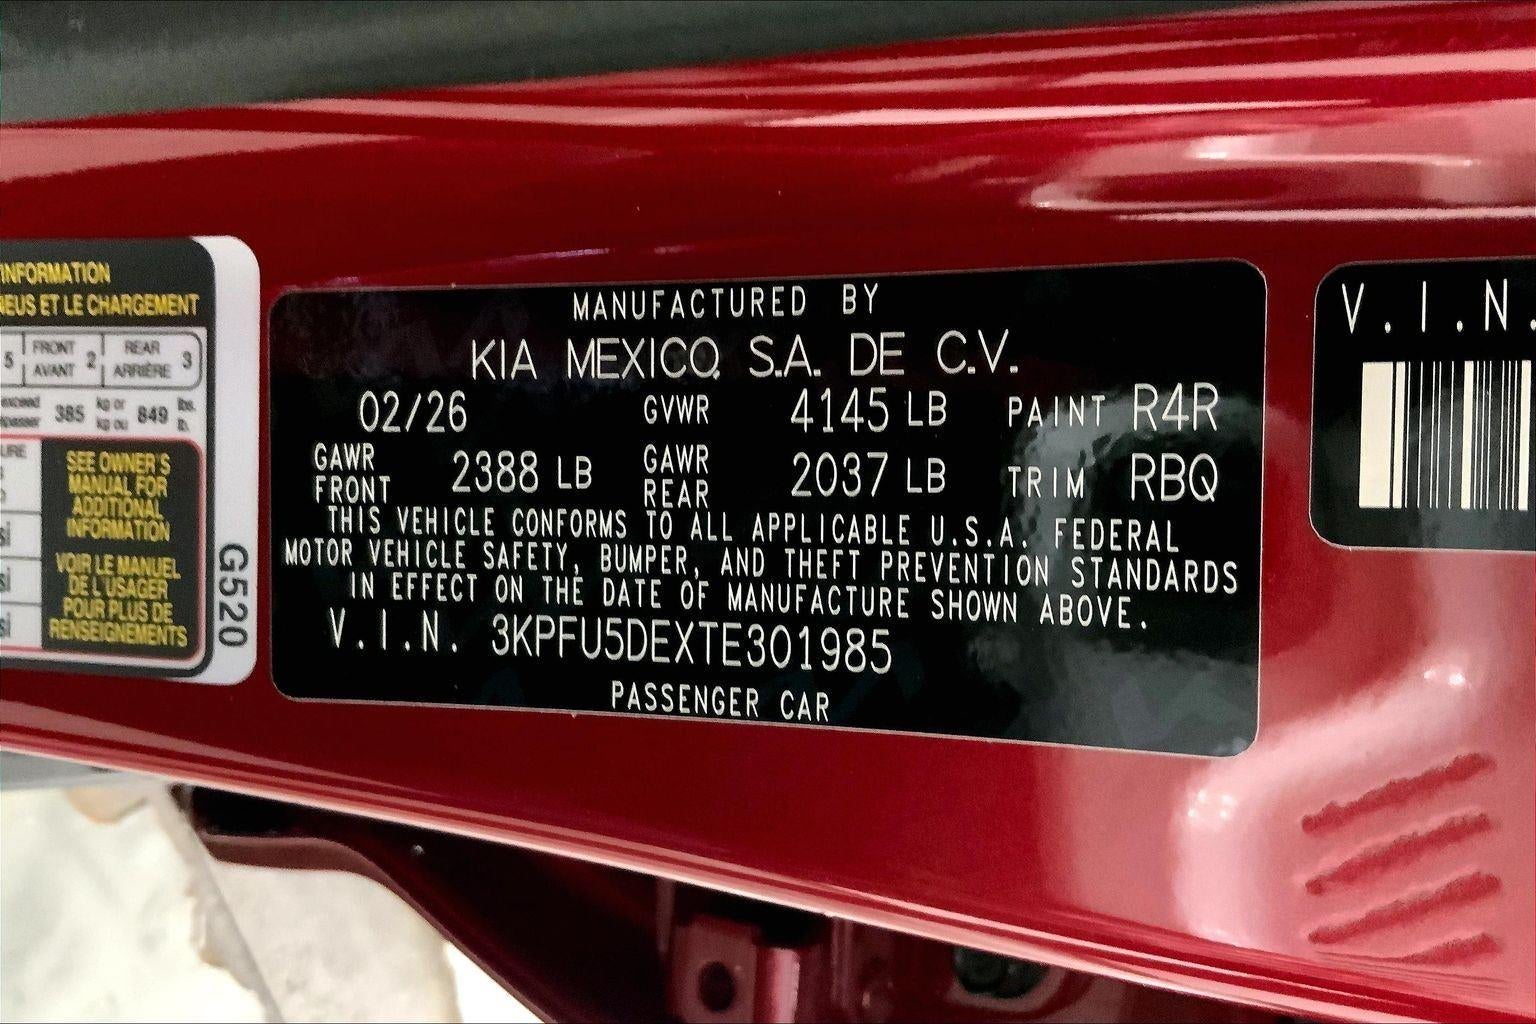 INFORMATION
NEUS ET LE CHARGEMENT
5 FRONT AVANT 2 REAR ARRIÈRE 3
exceed 385 kg or kg ou 849 lbs. lb.
SEE OWNER'S
MANUAL FOR
ADDITIONAL
INFORMATION
VOIR LE MANUEL
DE L'USAGER
POUR PLUS DE
RENSEIGNEMENTS
G520
MANUFACTURED BY
KIA MEXICO, S.A. DE C.V.
02/26 GVWR 4145 LB PAINT R4R
GAWR FRONT 2388 LB GAWR REAR 2037 LB TRIM RBQ
THIS VEHICLE CONFORMS TO ALL APPLICABLE U.S.A. FEDERAL
MOTOR VEHICLE SAFETY, BUMPER, AND THEFT PREVENTION STANDARDS
IN EFFECT ON THE DATE OF MANUFACTURE SHOWN ABOVE.
V.I.N. 3KPFU5DEXTE301985
PASSENGER CAR
V.I.N.